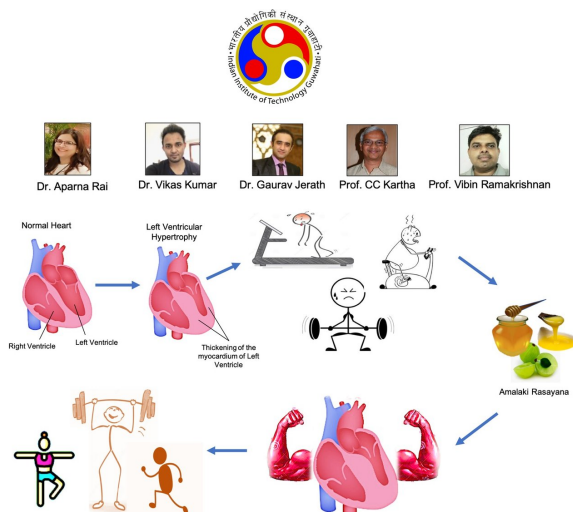 • भारतीय प्रौद्योगिकी संस्थान गुवाहाटी •
Indian Institute of Technology Guwahati
Dr. Aparna Rai
Dr. Vikas Kumar
Dr. Gaurav Jerath
Prof. CC Kartha
Prof. Vibin Ramakrishnan
Normal Heart
Right Ventricle
Left Ventricle
Left Ventricular
Hypertrophy
Thickening of the
myocardium of Left
Ventricle
Amalaki Rasayana